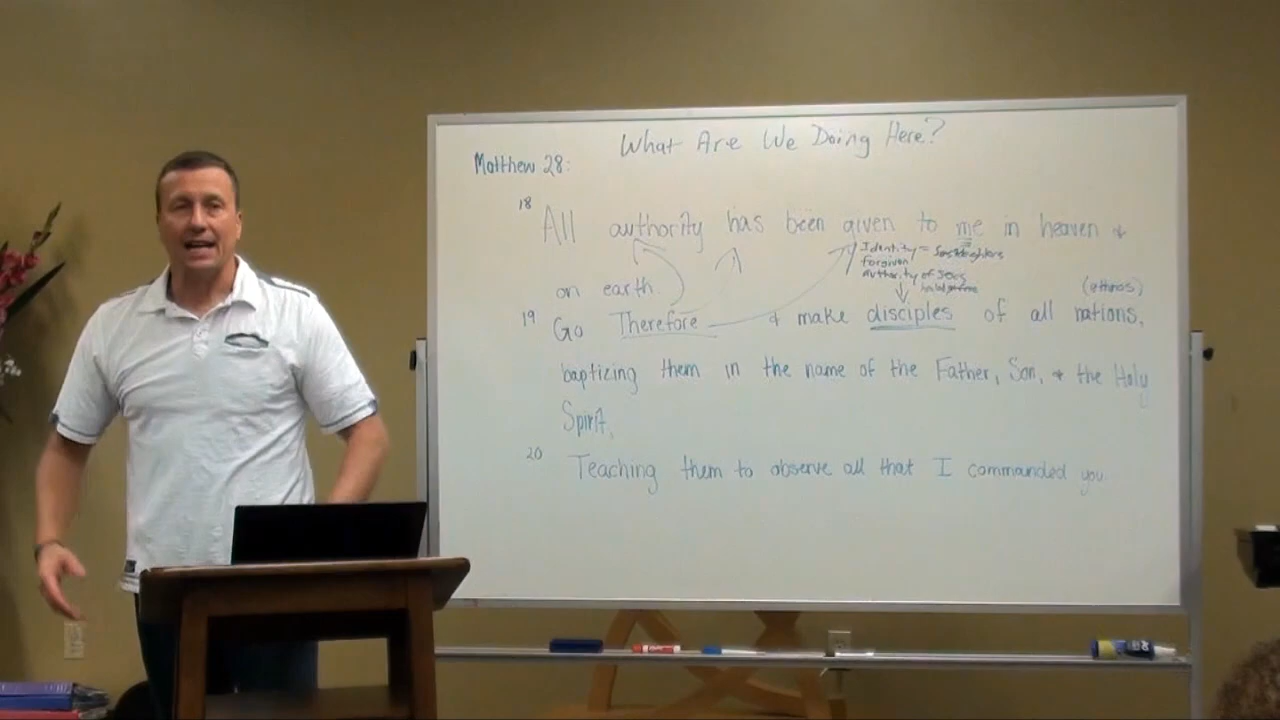 What Are We Doing Here?
Matthew 28:
18 All authority has been given to me in heaven &
Identity = Sons
forgiven
authority of sons
on earth.
(ethnos)
19 Go Therefore & make disciples of all nations,
baptizing them in the name of the Father, Son, & the Holy
Spirit,
20 Teaching them to observe all that I commanded you.